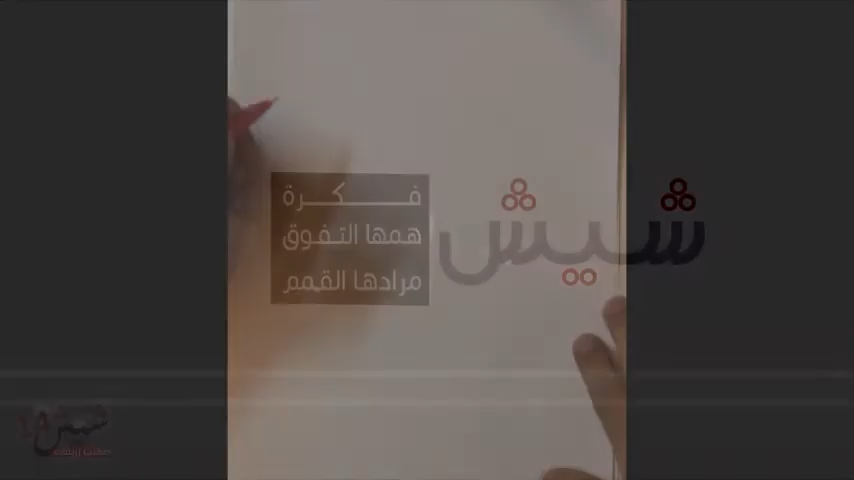 شيش
فكرة
همها التفوق
مرادها القمم
شيش